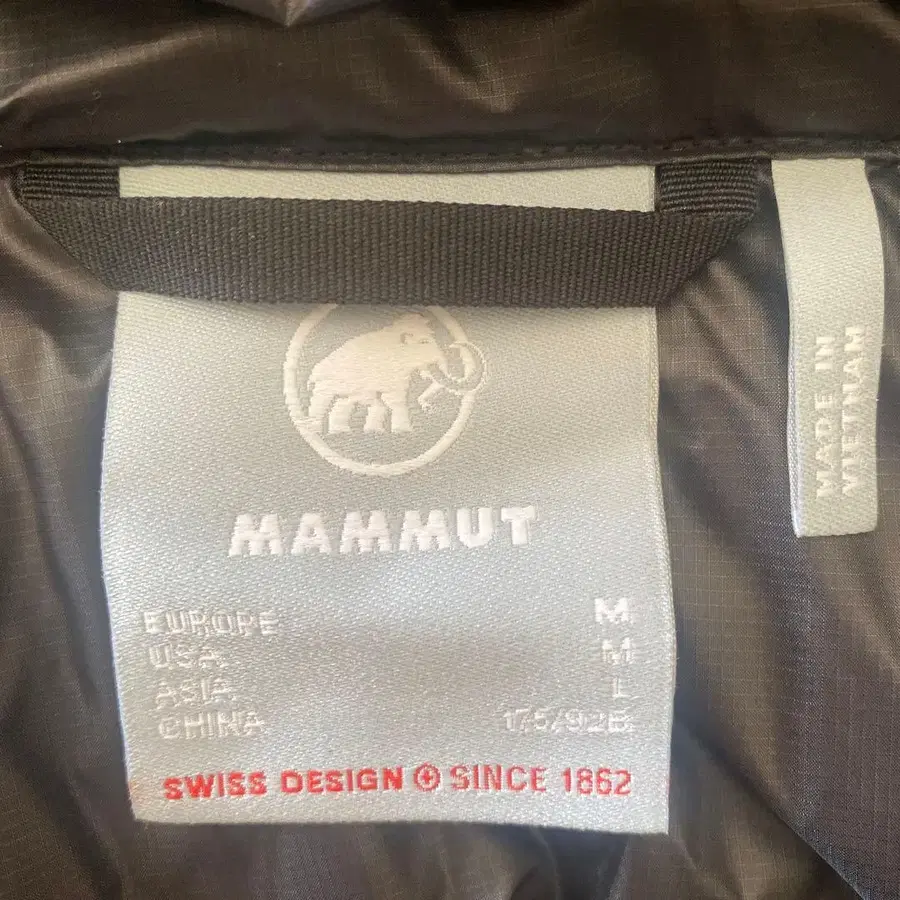 MAMMUT
EUROPE M
USA M
ASIA L
CHINA 175/92B
SWISS DESIGN SINCE 1862
MADE IN
VIETNAM